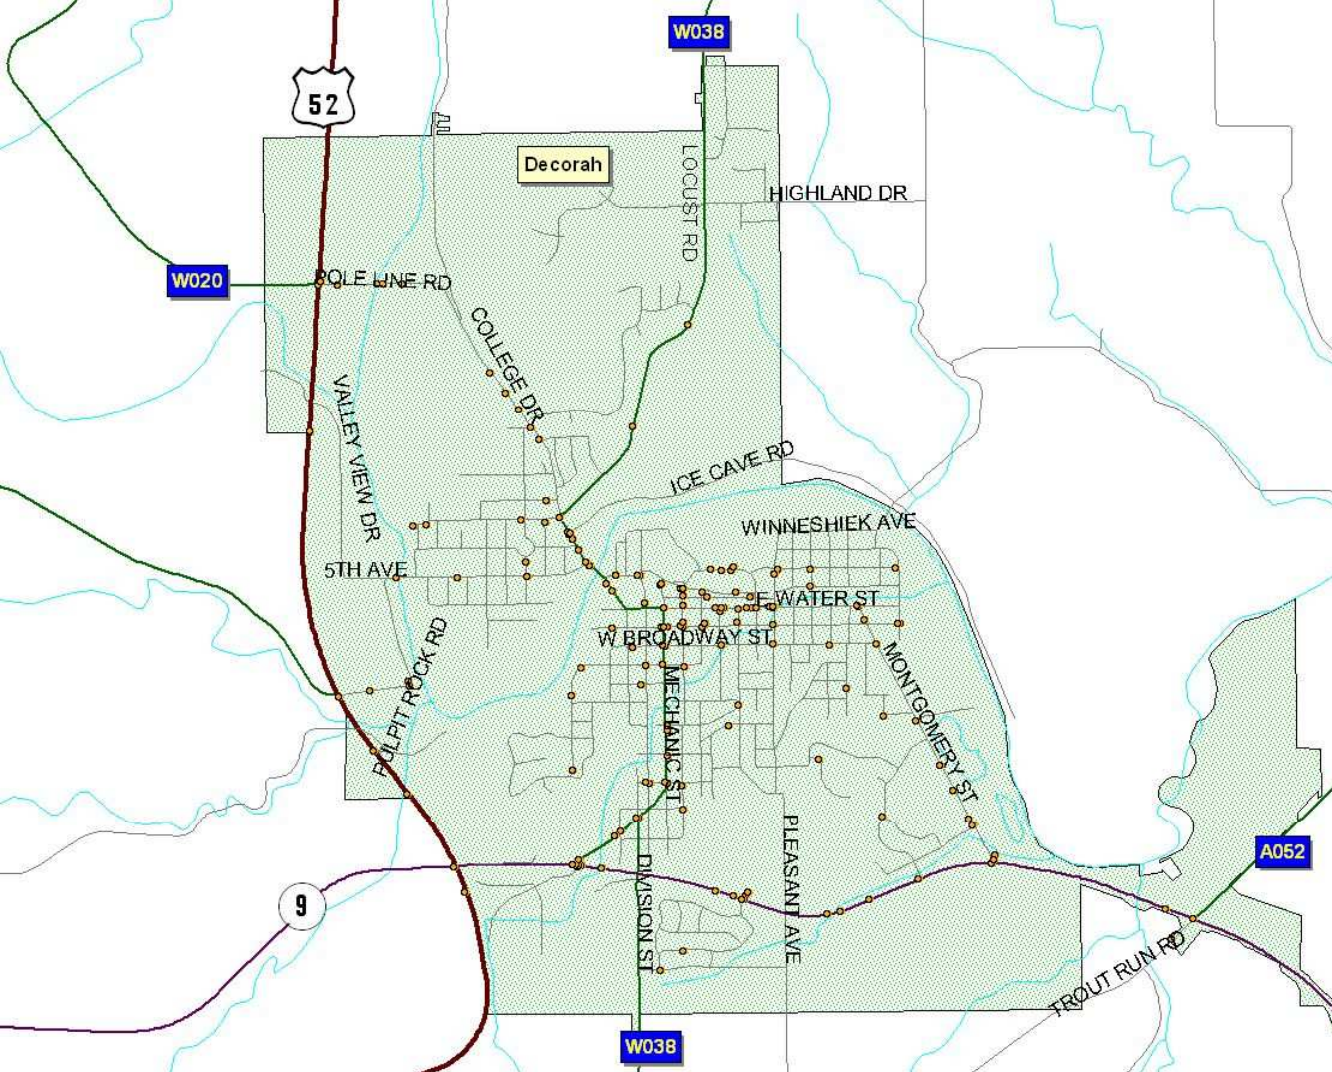 W038
52
Decorah
LOCUST RD
HIGHLAND DR
W020
POLE LINE RD
COLLEGE DR
VALLEY VIEW DR
ICE CAVE RD
WINNESHIEK AVE
5TH AVE
E WATER ST
W BROADWAY ST
PULPIT ROCK RD
MECHANIC ST
MONTGOMERY ST
PLEASANT AVE
DIVISION ST
A052
9
TROUT RUN RD
W038